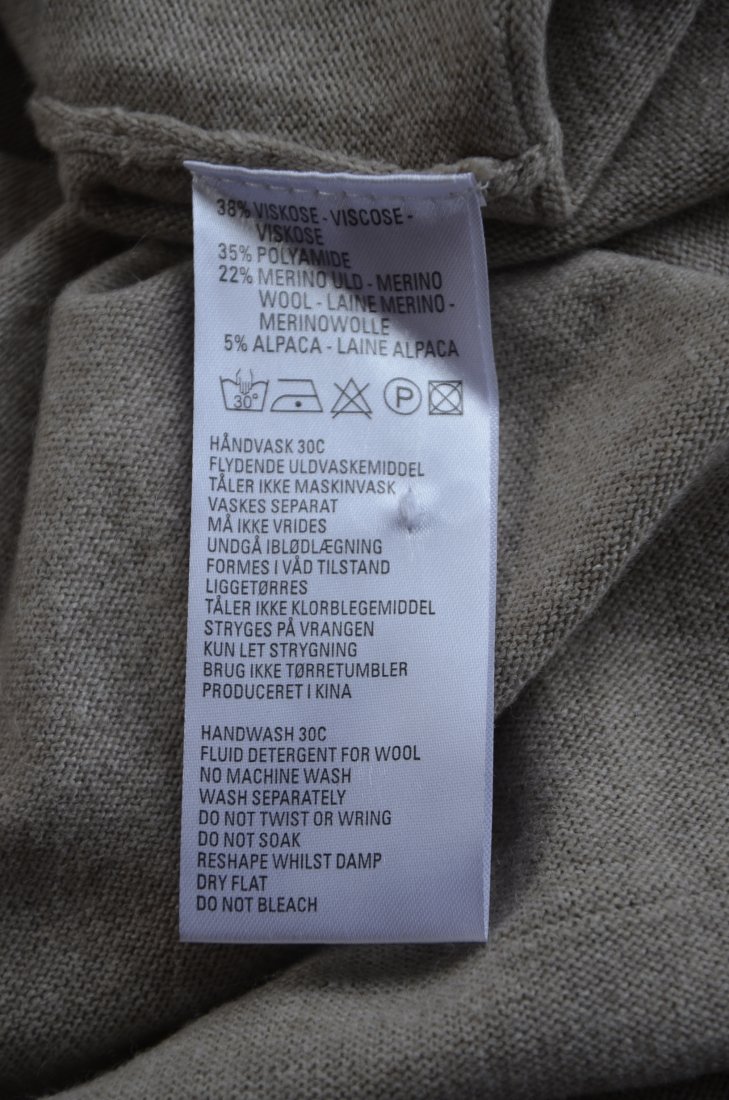 38% VISKOSE - VISCOSE -
VISKOSE
35% POLYAMIDE
22% MERINO ULD - MERINO
WOOL - LAINE MERINO -
MERINOWOLLE
5% ALPACA - LAINE ALPACA
30° P
HÅNDVASK 30C
FLYDENDE ULDVASKEMIDDEL
TÅLER IKKE MASKINVASK
VASKES SEPARAT
MÅ IKKE VRIDES
UNDGÅ IBLØDLÆGNING
FORMES I VÅD TILSTAND
LIGGETØRRES
TÅLER IKKE KLORBLEGEMIDDEL
STRYGES PÅ VRANGEN
KUN LET STRYGNING
BRUG IKKE TØRRETUMBLER
PRODUCERET I KINA
HANDWASH 30C
FLUID DETERGENT FOR WOOL
NO MACHINE WASH
WASH SEPARATELY
DO NOT TWIST OR WRING
DO NOT SOAK
RESHAPE WHILST DAMP
DRY FLAT
DO NOT BLEACH